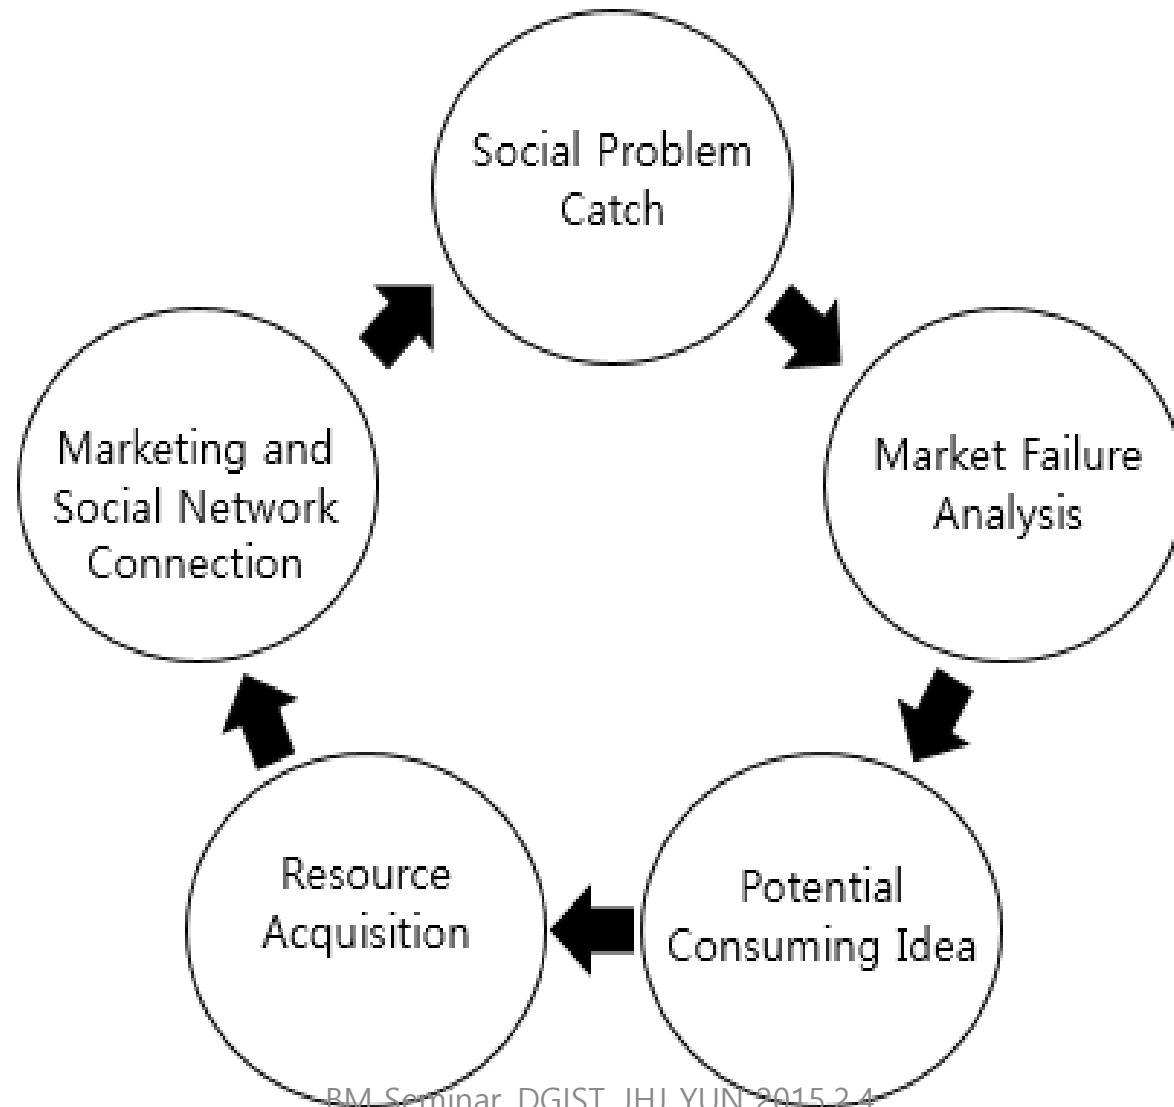 Social Problem
Catch
Market Failure
Analysis
Potential
Consuming Idea
Resource
Acquisition
Marketing and
Social Network
Connection
BM Seminar, DGIST, JHJ YUN 2015.2.4